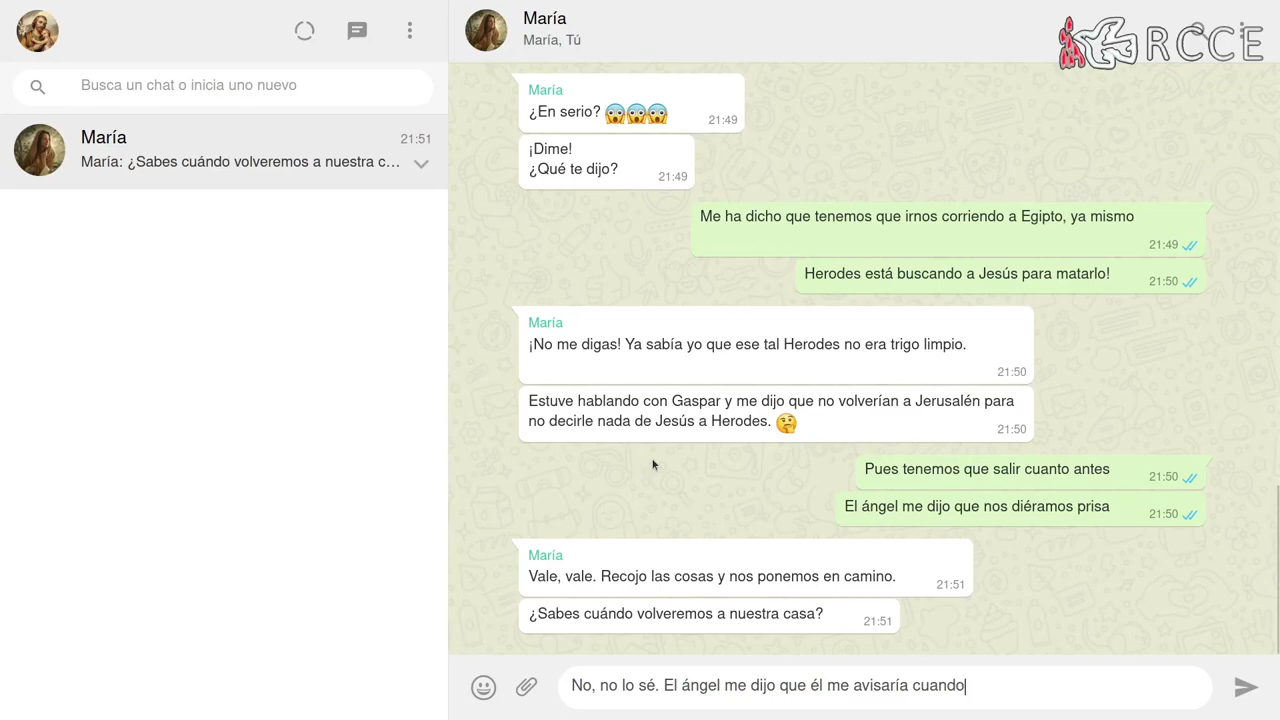 Busca un chat o inicia uno nuevo
María
21:51
María: ¿Sabes cuándo volveremos a nuestra c...
María
María, Tú
RCCE
María
¿En serio? 😱😱😱
21:49
¡Dime!
¿Qué te dijo?
21:49
Me ha dicho que tenemos que irnos corriendo a Egipto, ya mismo
21:49
Herodes está buscando a Jesús para matarlo!
21:50
María
¡No me digas! Ya sabía yo que ese tal Herodes no era trigo limpio.
21:50
Estuve hablando con Gaspar y me dijo que no volverían a Jerusalén para
no decirle nada de Jesús a Herodes. 🤔
21:50
Pues tenemos que salir cuanto antes
21:50
El ángel me dijo que nos diéramos prisa
21:50
María
Vale, vale. Recojo las cosas y nos ponemos en camino.
21:51
¿Sabes cuándo volveremos a nuestra casa?
21:51
No, no lo sé. El ángel me dijo que él me avisaría cuando